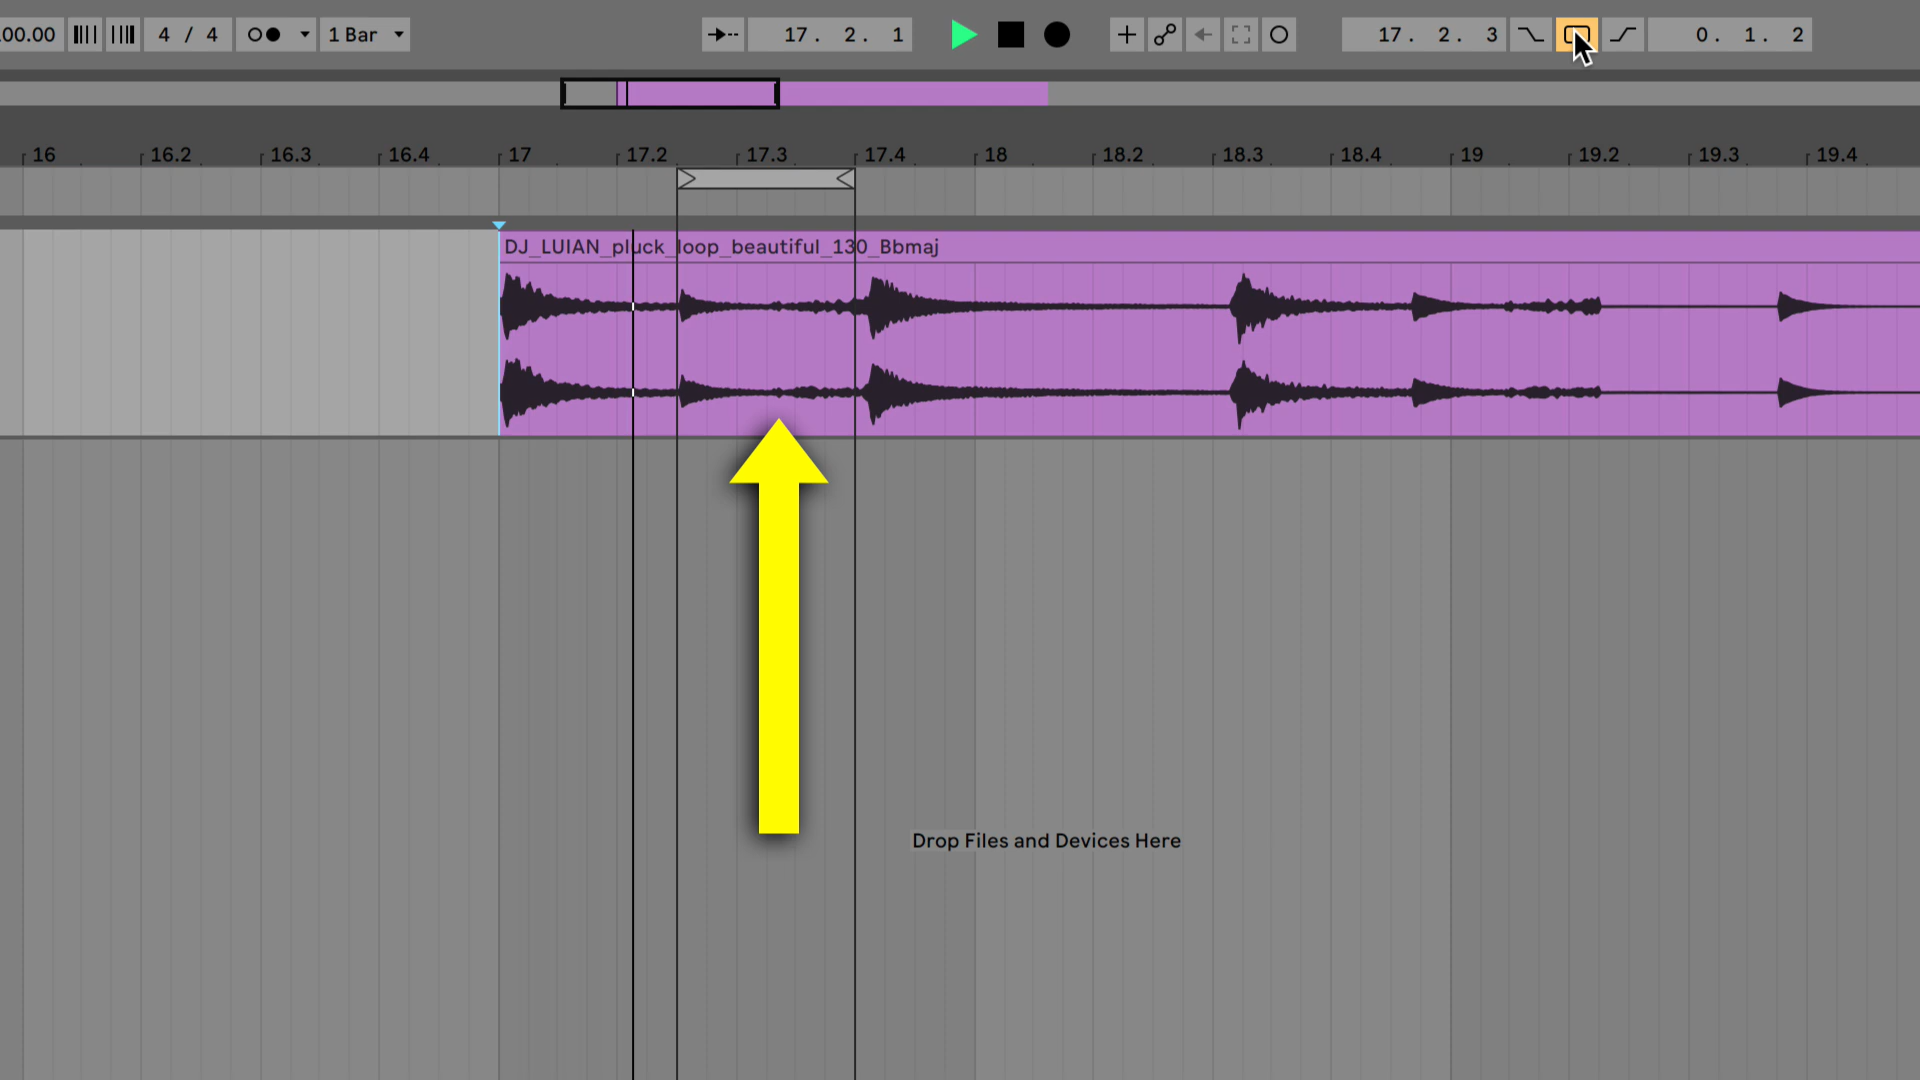 00.00 4 / 4 1 Bar 17. 2. 1 17. 2. 3 0. 1. 2
16 16.2 16.3 16.4 17 17.2 17.3 17.4 18 18.2 18.3 18.4 19 19.2 19.3 19.4
DJ_LUIAN_pluck_loop_beautiful_130_Bbmaj
Drop Files and Devices Here